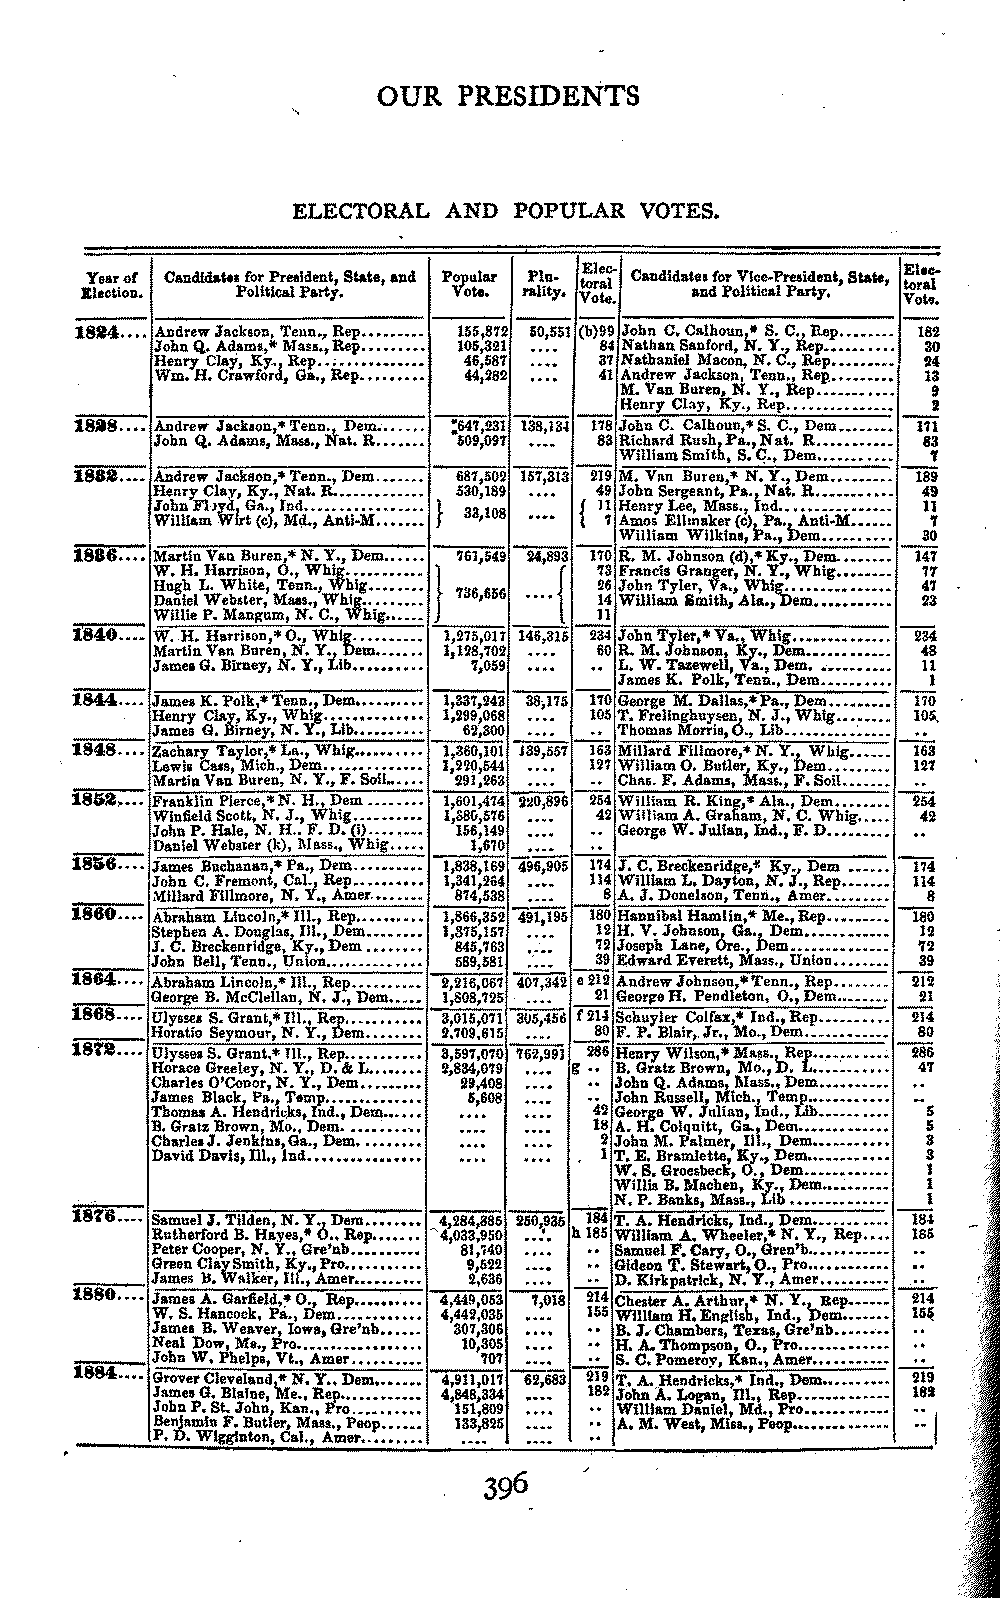 OUR PRESIDENTS
ELECTORAL AND POPULAR VOTES.
Year of Election. | Candidates for President, State, and Political Party. | Popular Vote. | Plurality. | Electoral Vote. | Candidates for Vice-President, State, and Political Party. | Electoral Vote.
1824.... Andrew Jackson, Tenn., Rep......... 155,872 50,551 (b)99 John C. Calhoun,* S. C., Rep........ 182
John Q. Adams,* Mass., Rep......... 105,321 .... 84 Nathan Sanford, N. Y., Rep.......... 30
Henry Clay, Ky., Rep............... 46,587 .... 37 Nathaniel Macon, N. C., Rep........ 24
Wm. H. Crawford, Ga., Rep......... 44,282 .... 41 Andrew Jackson, Tenn., Rep......... 13
M. Van Buren, N. Y., Rep........... 9
Henry Clay, Ky., Rep............... 2
1828.... Andrew Jackson,* Tenn., Dem....... 647,231 138,134 178 John C. Calhoun,* S. C., Dem....... 171
John Q. Adams, Mass., Nat. R....... 509,097 .... 83 Richard Rush, Pa., Nat. R........... 83
William Smith, S. C., Dem.......... 7
1832.... Andrew Jackson,* Tenn., Dem....... 687,502 157,313 219 M. Van Buren,* N. Y., Dem......... 189
Henry Clay, Ky., Nat. R............. 530,189 .... 49 John Sergeant, Pa., Nat. R.......... 49
John Floyd, Ga., Ind................ } 33,108 .... { 11 Henry Lee, Mass., Ind............... 11
William Wirt (c), Md., Anti-M....... 7 Amos Ellmaker (c), Pa., Anti-M...... 7
William Wilkins, Pa., Dem.......... 30
1836.... Martin Van Buren,* N. Y., Dem...... 761,549 24,893 170 R. M. Johnson (d),* Ky., Dem........ 147
W. H. Harrison, O., Whig........... } 736,656 .... { 73 Francis Granger, N. Y., Whig........ 77
Hugh L. White, Tenn., Whig........ 26 John Tyler, Va., Whig.............. 47
Daniel Webster, Mass., Whig......... 14 William Smith, Ala., Dem........... 23
Willie P. Mangum, N. C., Whig...... 11
1840.... W. H. Harrison,* O., Whig.......... 1,275,017 146,315 234 John Tyler,* Va., Whig.............. 234
Martin Van Buren, N. Y., Dem....... 1,128,702 .... 60 R. M. Johnson, Ky., Dem............ 48
James G. Birney, N. Y., Lib.......... 7,059 .... .. L. W. Tazewell, Va., Dem. .......... 11
James K. Polk, Tenn., Dem.......... 1
1844.... James K. Polk,* Tenn., Dem.......... 1,337,243 38,175 170 George M. Dallas,* Pa., Dem........ 170
Henry Clay, Ky., Whig.............. 1,299,068 .... 105 T. Frelinghuysen, N. J., Whig........ 105
James G. Birney, N. Y., Lib.......... 62,300 .... .. Thomas Morris, O., Lib............. ..
1848.... Zachary Taylor,* La., Whig.......... 1,360,101 139,557 163 Millard Fillmore,* N. Y., Whig...... 163
Lewis Cass, Mich., Dem.............. 1,220,544 .... 127 William O. Butler, Ky., Dem......... 127
Martin Van Buren, N. Y., F. Soil..... 291,263 .... .. Chas. F. Adams, Mass., F. Soil....... ..
1852.... Franklin Pierce,* N. H., Dem ........ 1,601,474 220,896 254 William R. King,* Ala., Dem........ 254
Winfield Scott, N. J., Whig.......... 1,380,576 .... 42 William A. Graham, N. C. Whig..... 42
John P. Hale, N. H.. F. D. (i)......... 156,149 .... .. George W. Julian, Ind., F. D......... ..
Daniel Webster (k), Mass., Whig..... 1,670 .... ..
1856.... James Buchanan,* Pa., Dem.......... 1,838,169 496,905 174 J. C. Breckenridge,* Ky., Dem ...... 174
John C. Fremont, Cal., Rep.......... 1,341,264 .... 114 William L. Dayton, N. J., Rep....... 114
Millard Fillmore, N. Y., Amer........ 874,538 .... 8 A. J. Donelson, Tenn., Amer......... 8
1860.... Abraham Lincoln,* Ill., Rep.......... 1,866,352 491,195 180 Hannibal Hamlin,* Me., Rep......... 180
Stephen A. Douglas, Ill., Dem........ 1,375,157 .... 12 H. V. Johnson, Ga., Dem............ 12
J. C. Breckenridge, Ky., Dem ........ 845,763 .... 72 Joseph Lane, Ore., Dem.............. 72
John Bell, Tenn., Union............. 589,581 .... 39 Edward Everett, Mass., Union........ 39
1864.... Abraham Lincoln,* Ill., Rep.......... 2,216,067 407,342 e 212 Andrew Johnson,* Tenn., Rep........ 212
George B. McClellan, N. J., Dem..... 1,808,725 .... 21 George H. Pendleton, O., Dem....... 21
1868.... Ulysses S. Grant,* Ill., Rep........... 3,015,071 305,456 f 214 Schuyler Colfax,* Ind., Rep.......... 214
Horatio Seymour, N. Y., Dem........ 2,709,615 .... 80 F. P. Blair, Jr., Mo., Dem............ 80
1872.... Ulysses S. Grant,* Ill., Rep........... 3,597,070 762,991 286 Henry Wilson,* Mass., Rep........... 286
Horace Greeley, N. Y., D. & L....... 2,834,079 .... g .. B. Gratz Brown, Mo., D. L........... 47
Charles O'Conor, N. Y., Dem......... 29,408 .... .. John Q. Adams, Mass., Dem......... ..
James Black, Pa., Temp............. 5,608 .... .. John Russell, Mich., Temp.......... ..
Thomas A. Hendricks, Ind., Dem...... .... .... 42 George W. Julian, Ind., Lib.......... 5
B. Gratz Brown, Mo., Dem. ......... .... .... 18 A. H. Colquitt, Ga., Dem............ 5
Charles J. Jenkins, Ga., Dem. ........ .... .... 2 John M. Palmer, Ill., Dem........... 3
David Davis, Ill., Ind............... .... .... 1 T. E. Bramlette, Ky., Dem........... 3
W. S. Groesbeck, O., Dem............ 1
Willis B. Machen, Ky., Dem.......... 1
N. P. Banks, Mass., Lib ............. 1
1876.... Samuel J. Tilden, N. Y., Dem........ 4,284,885 250,935 184 T. A. Hendricks, Ind., Dem.......... 184
Rutherford B. Hayes,* O., Rep....... 4,033,950 .... h 185 William A. Wheeler,* N. Y., Rep.... 185
Peter Cooper, N. Y., Gre'nb.......... 81,740 .... .. Samuel F. Cary, O., Gren'b........... ..
Green Clay Smith, Ky., Pro........... 9,522 .... .. Gideon T. Stewart, O., Pro........... ..
James B. Walker, Ill., Amer.......... 2,636 .... .. D. Kirkpatrick, N. Y., Amer......... ..
1880.... James A. Garfield,* O., Rep.......... 4,449,053 7,018 214 Chester A. Arthur,* N. Y., Rep...... 214
W. S. Hancock, Pa., Dem............ 4,442,035 .... 155 William H. English, Ind., Dem....... 155
James B. Weaver, Iowa, Gre'nb...... 307,306 .... .. B. J. Chambers, Texas, Gre'nb........ ..
Neal Dow, Me., Pro................. 10,305 .... .. H. A. Thompson, O., Pro............ ..
John W. Phelps, Vt., Amer.......... 707 .... .. S. C. Pomeroy, Kan., Amer.......... ..
1884.... Grover Cleveland,* N. Y., Dem....... 4,911,017 62,683 219 T. A. Hendricks,* Ind., Dem......... 219
James G. Blaine, Me., Rep........... 4,848,334 .... 182 John A. Logan, Ill., Rep............ 182
John P. St. John, Kan., Pro.......... 151,809 .... .. William Daniel, Md., Pro............ ..
Benjamin F. Butler, Mass., Peop..... 133,825 .... .. A. M. West, Miss., Peop............. ..
P. D. Wigginton, Cal., Amer......... .... .... ..
396